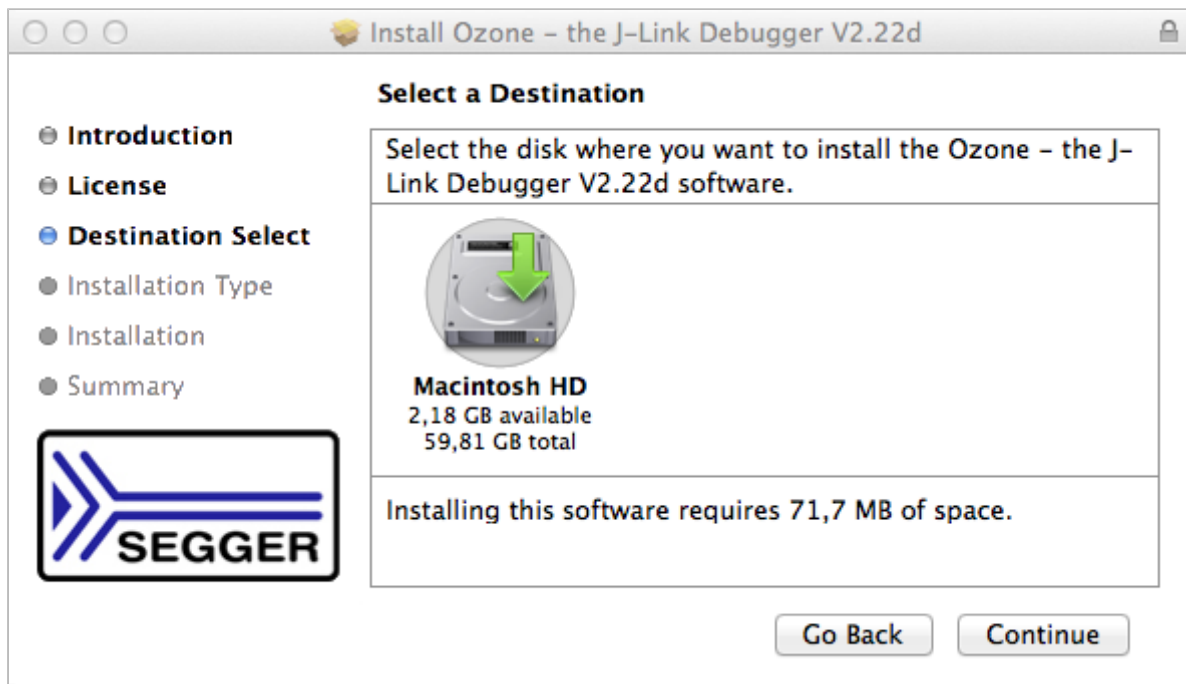 Install Ozone – the J–Link Debugger V2.22d
Select a Destination
Introduction
License
Destination Select
Installation Type
Installation
Summary
SEGGER
Select the disk where you want to install the Ozone – the J–
Link Debugger V2.22d software.
Macintosh HD
2,18 GB available
59,81 GB total
Installing this software requires 71,7 MB of space.
Go Back
Continue